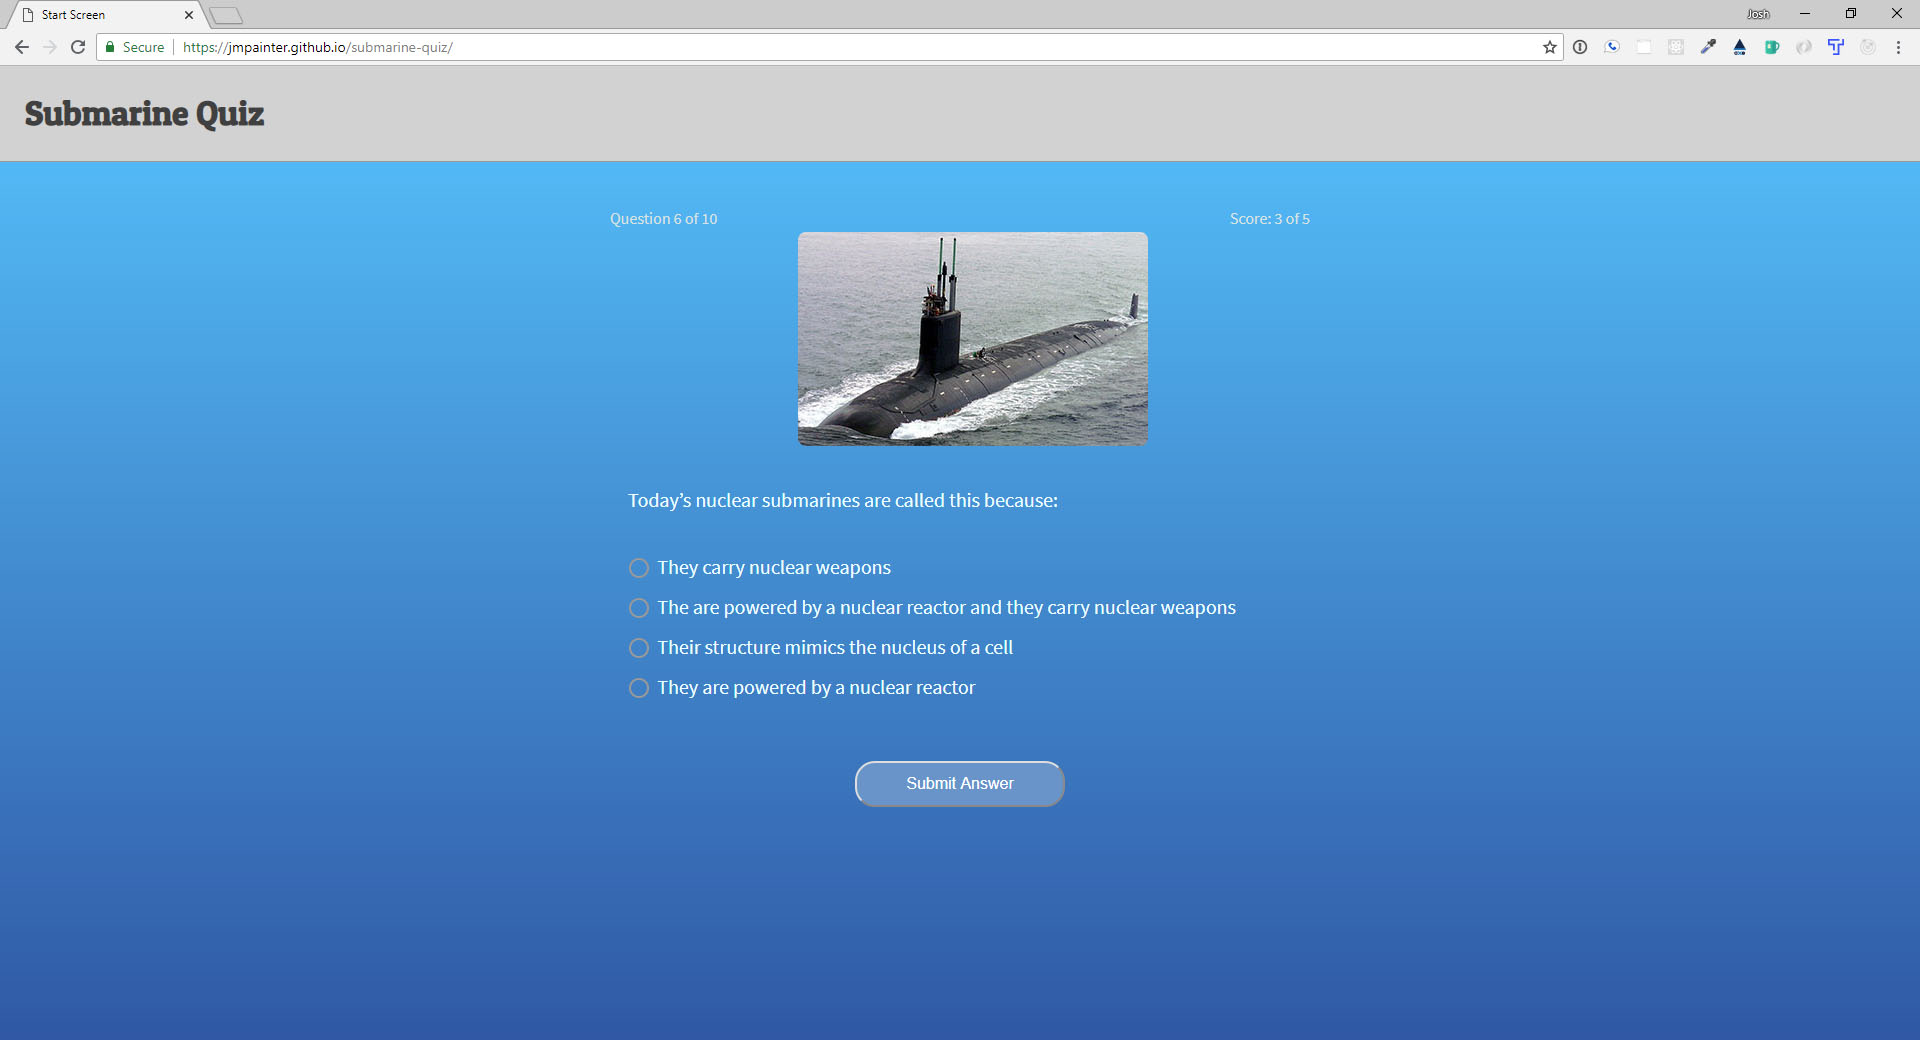 Start Screen
Josh
Secure
https://jmpainter.github.io/submarine-quiz/
Submarine Quiz
Question 6 of 10
Score: 3 of 5
Today’s nuclear submarines are called this because:
They carry nuclear weapons
The are powered by a nuclear reactor and they carry nuclear weapons
Their structure mimics the nucleus of a cell
They are powered by a nuclear reactor
Submit Answer